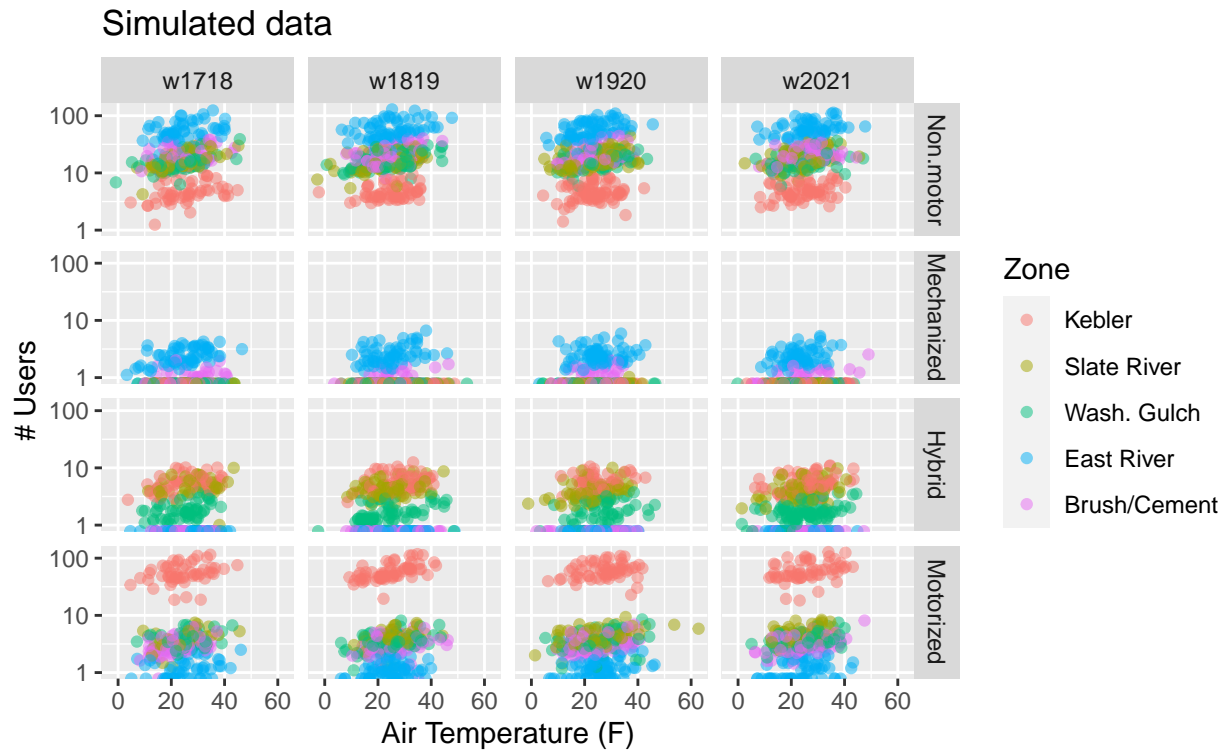 Simulated data
w1718 w1819 w1920 w2021
100
10
1
Non.motor
100
10
1
Mechanized
100
10
1
Hybrid
100
10
1
Motorized
0 20 40 60 0 20 40 60 0 20 40 60 0 20 40 60
Air Temperature (F)
# Users
Zone
Kebler
Slate River
Wash. Gulch
East River
Brush/Cement